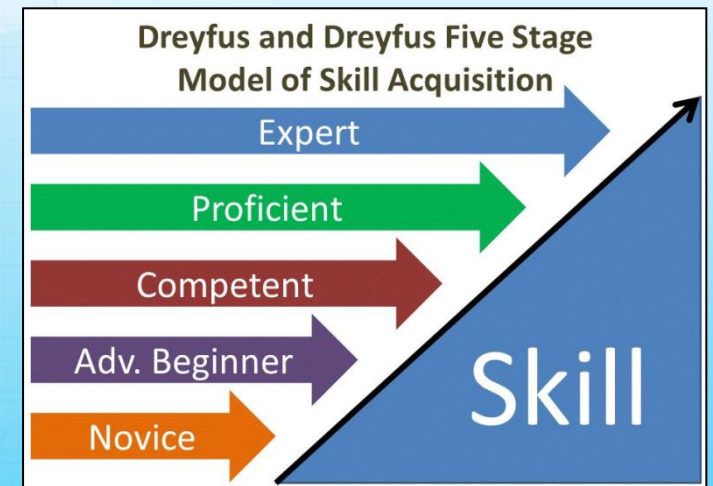 Dreyfus and Dreyfus Five Stage
Model of Skill Acquisition
Expert
Proficient
Competent
Adv. Beginner
Novice
Skill